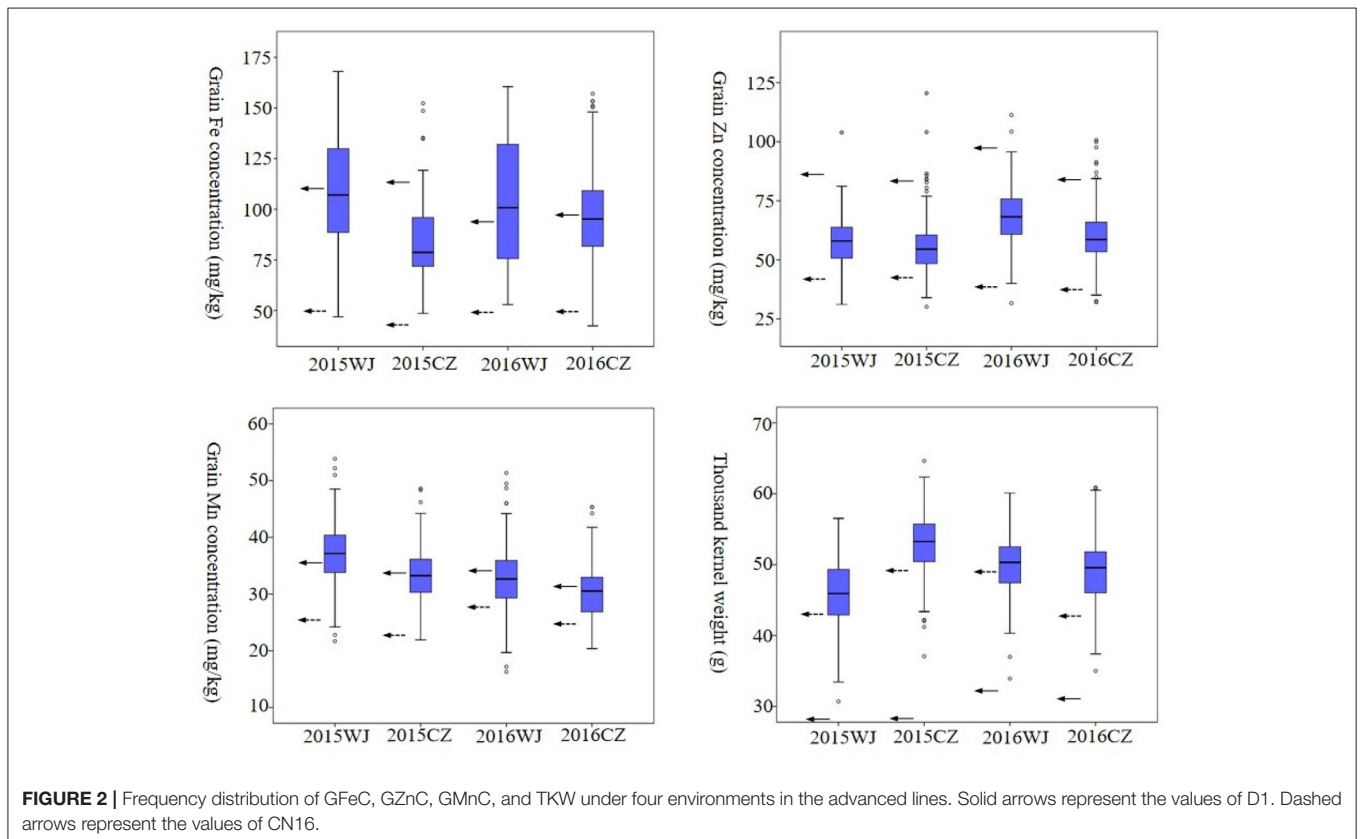 Grain Fe concentration (mg/kg)
175
150
125
100
75
50
2015WJ 2015CZ 2016WJ 2016CZ
Grain Zn concentration (mg/kg)
125
100
75
50
25
2015WJ 2015CZ 2016WJ 2016CZ
Grain Mn concentration (mg/kg)
60
50
40
30
20
10
2015WJ 2015CZ 2016WJ 2016CZ
Thousand kernel weight (g)
70
60
50
40
30
2015WJ 2015CZ 2016WJ 2016CZ
FIGURE 2 | Frequency distribution of GFeC, GZnC, GMnC, and TKW under four environments in the advanced lines. Solid arrows represent the values of D1. Dashed
arrows represent the values of CN16.